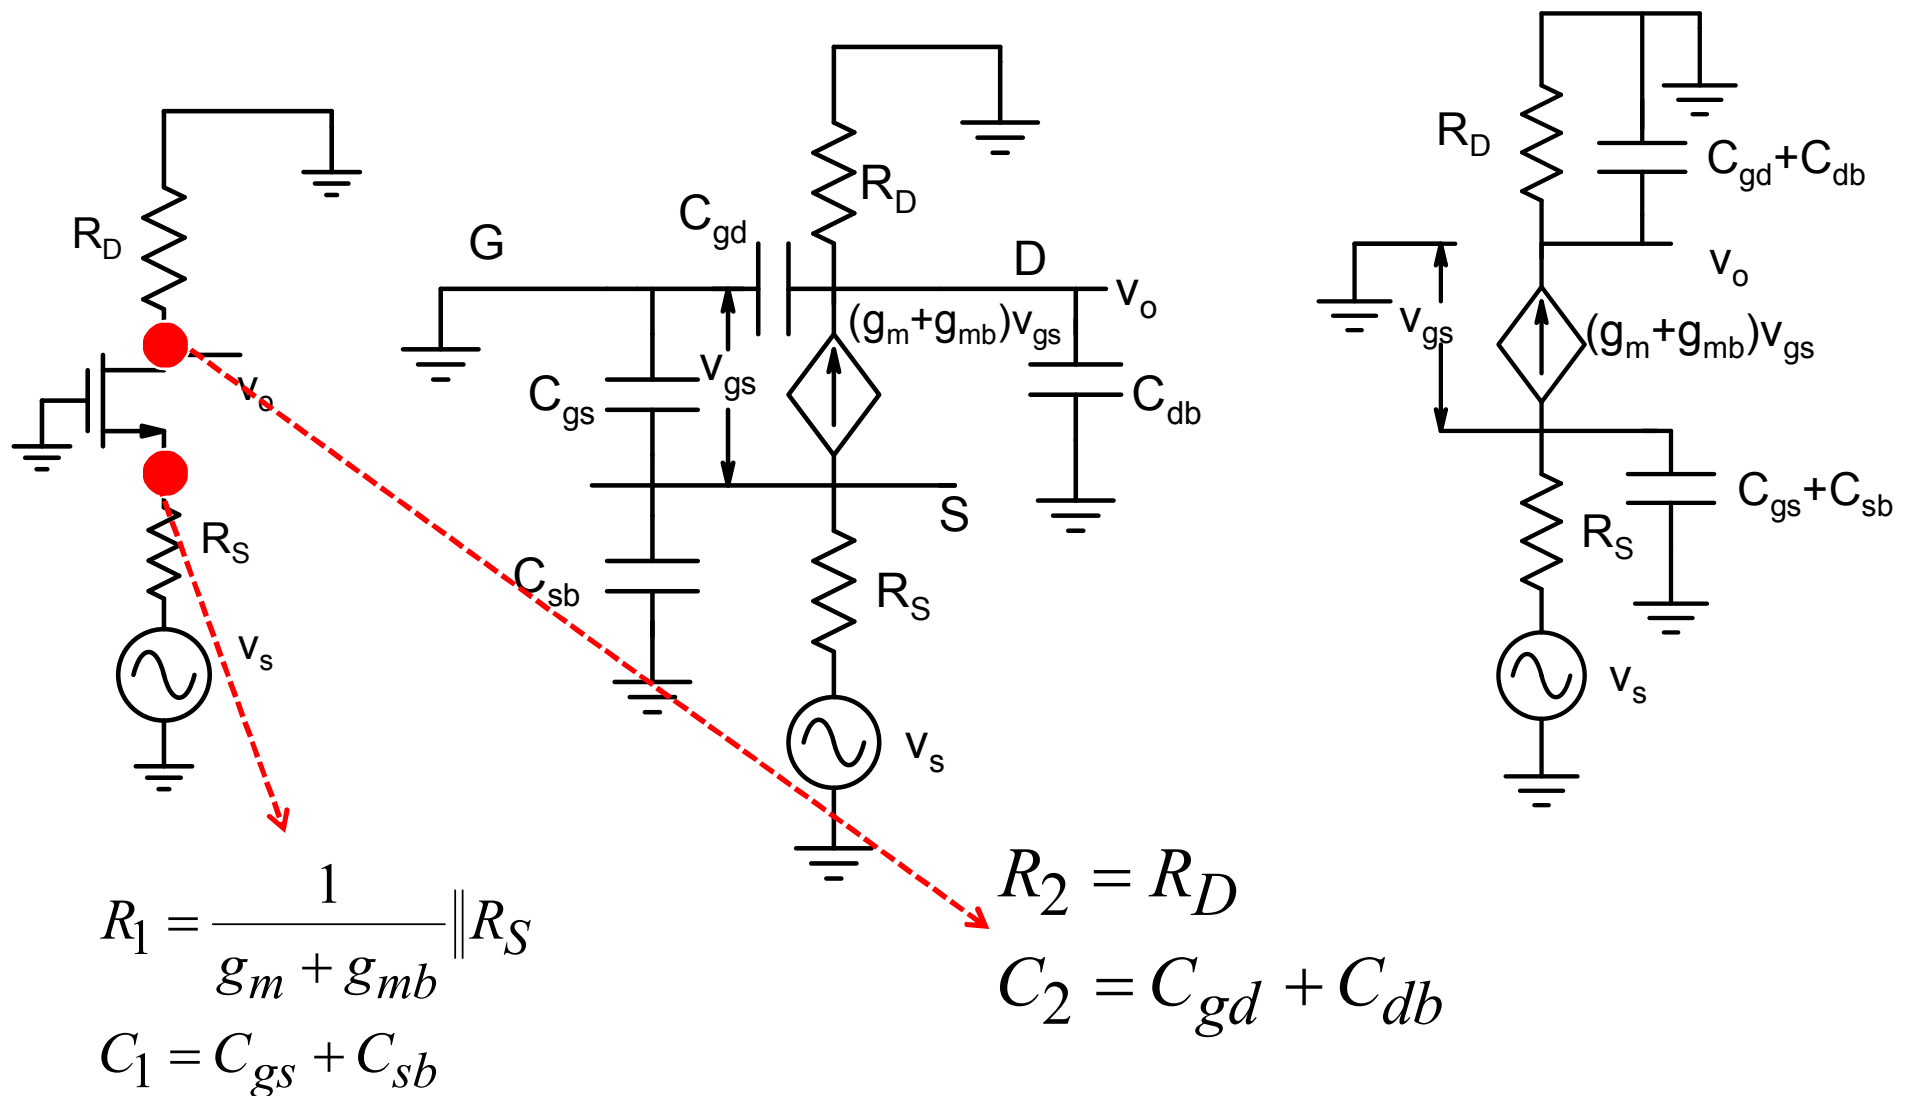 R_D
v_o
R_S
v_s
R_D
C_gd
G
D
v_o
(g_m+g_mb)v_gs
v_gs
C_gs
C_db
S
C_sb
R_S
v_s
R_D
C_gd+C_db
v_o
v_gs
(g_m+g_mb)v_gs
C_gs+C_sb
R_S
v_s
R_1 = 1/(g_m + g_mb) ‖ R_S
C_1 = C_gs + C_sb
R_2 = R_D
C_2 = C_gd + C_db